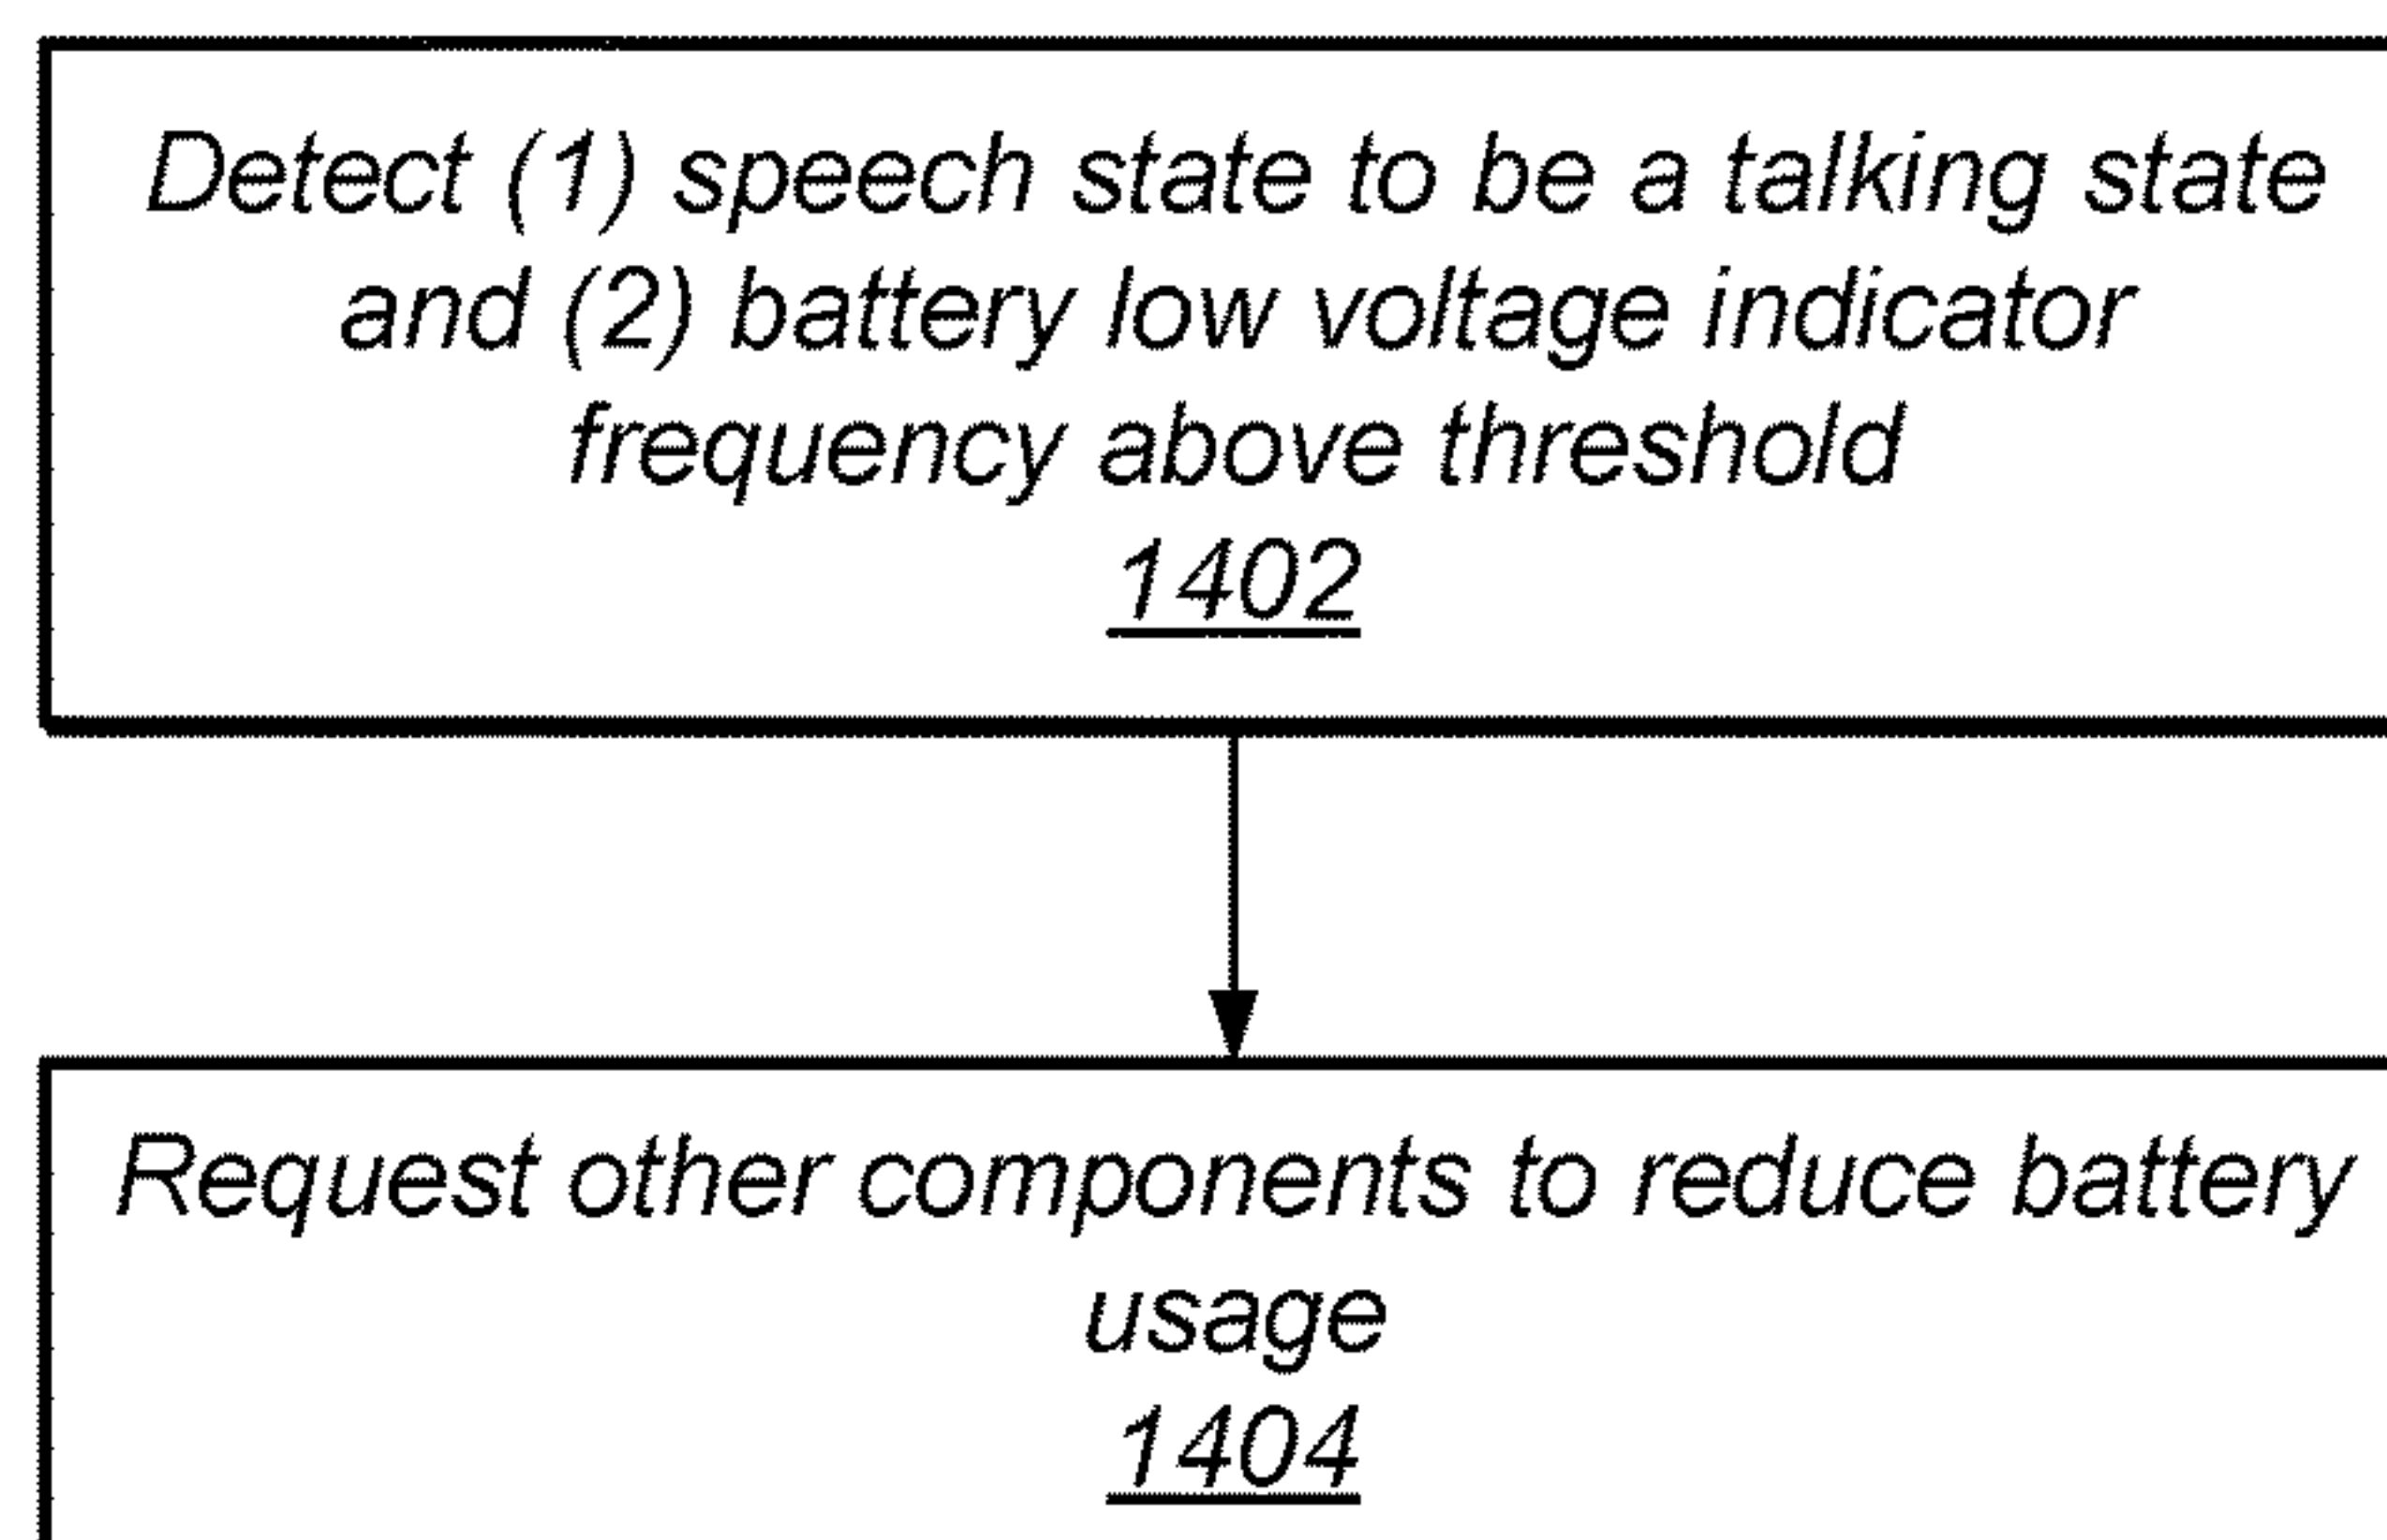 Detect (1) speech state to be a talking state
and (2) battery low voltage indicator
frequency above threshold
1402
Request other components to reduce battery
usage
1404